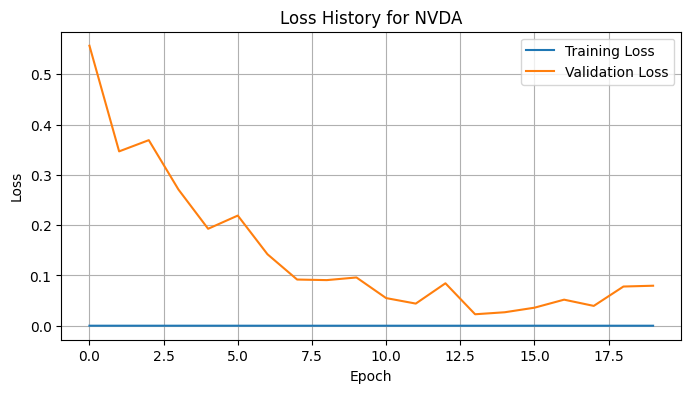 Loss History for NVDA
Training Loss
Validation Loss
0.5
0.4
0.3
0.2
0.1
0.0
Loss
0.0 2.5 5.0 7.5 10.0 12.5 15.0 17.5
Epoch